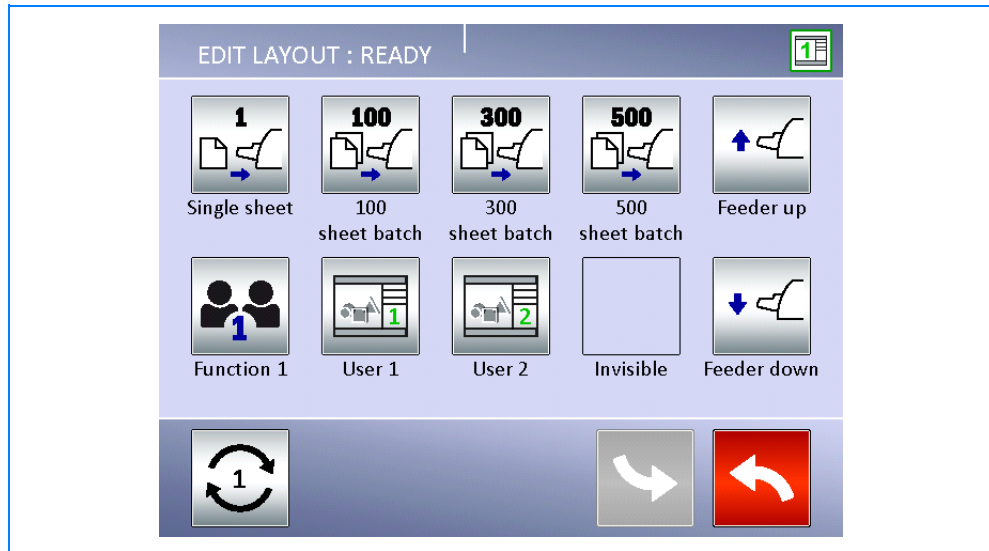 EDIT LAYOUT : READY
1
1
100
300
500
Single sheet
100
300
500
Feeder up
sheet batch
sheet batch
sheet batch
1
1
2
Function 1
User 1
User 2
Invisible
Feeder down
1